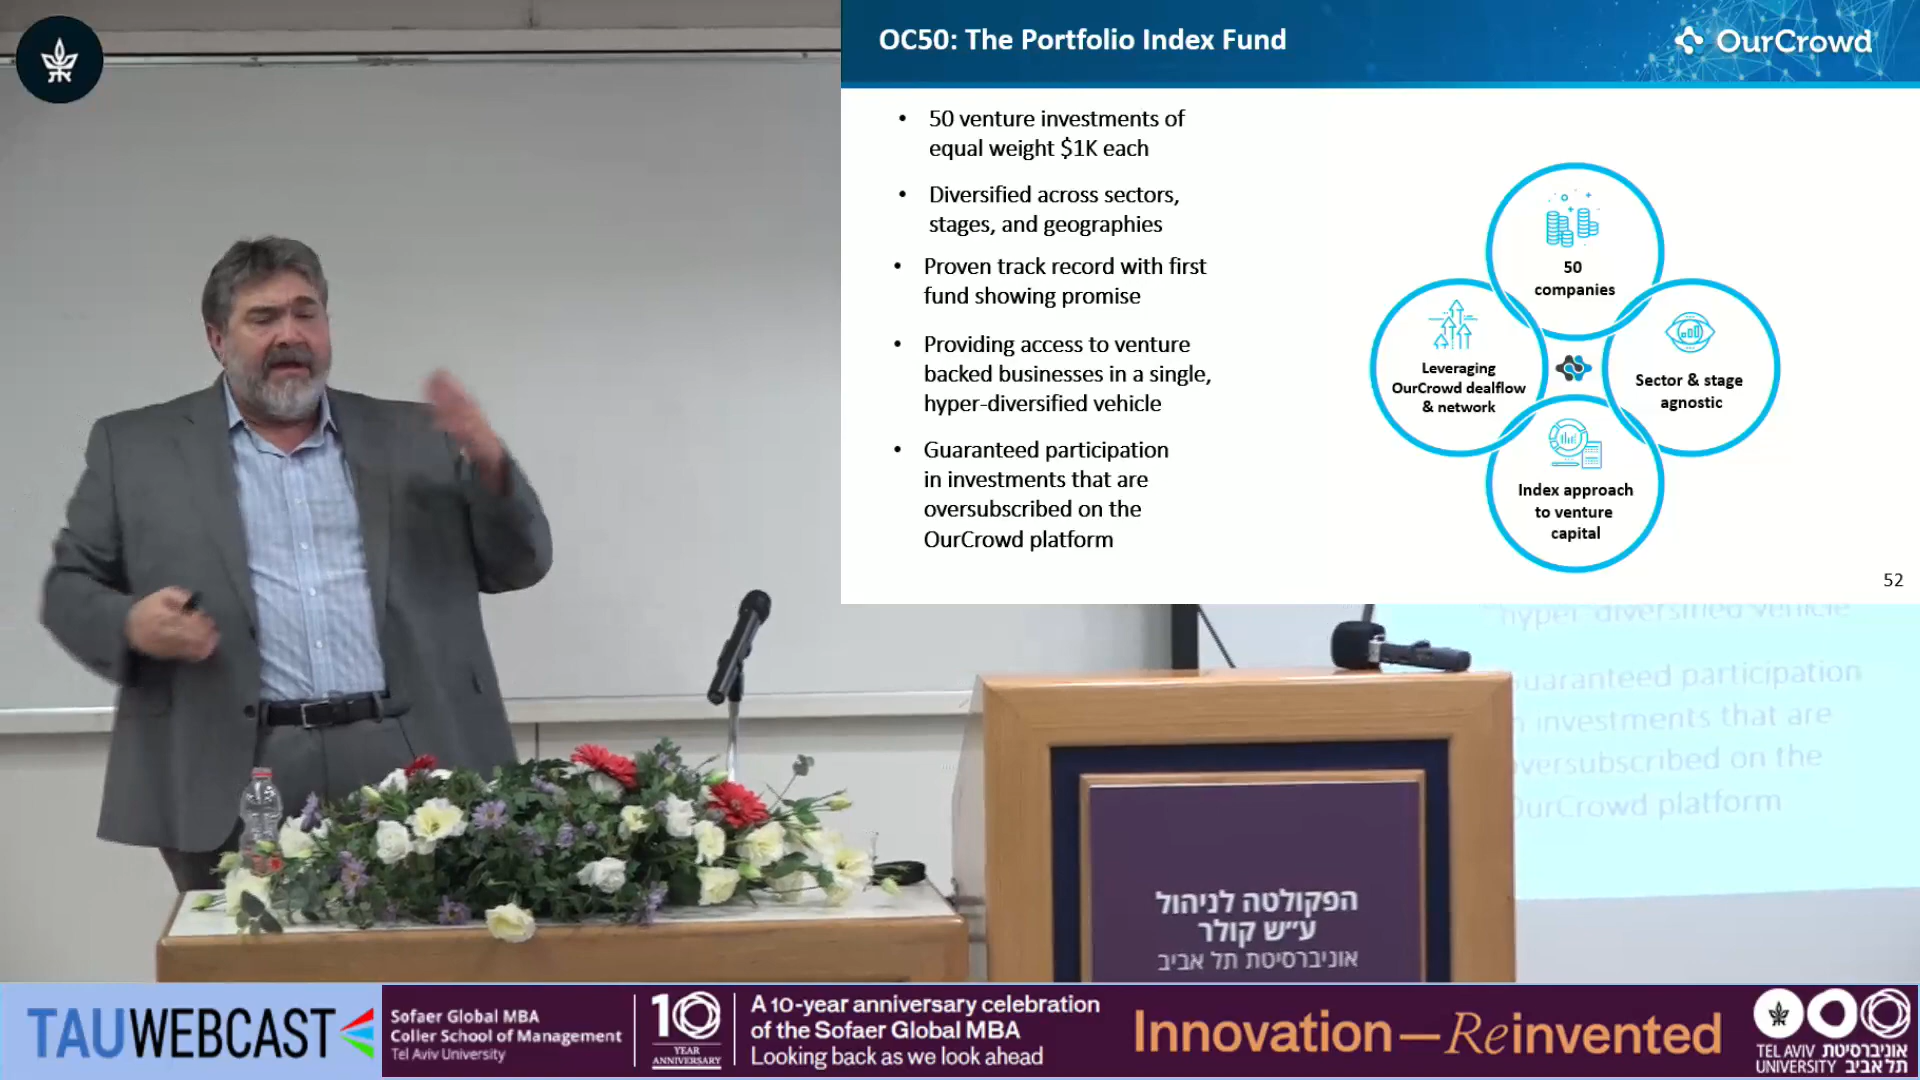 OC50: The Portfolio Index Fund
OurCrowd
• 50 venture investments of
equal weight $1K each
• Diversified across sectors,
stages, and geographies
• Proven track record with first
fund showing promise
• Providing access to venture
backed businesses in a single,
hyper-diversified vehicle
• Guaranteed participation
in investments that are
oversubscribed on the
OurCrowd platform
50
companies
Leveraging
OurCrowd dealflow
& network
Sector & stage
agnostic
Index approach
to venture
capital
52
hyper-diversified vehicle
uaranteed participation
investments that are
versubscribed on the
OurCrowd platform
הפקולטה לניהול
ע״ש קולר
אוניברסיטת תל אביב
TAUWEBCAST
Sofaer Global MBA
Coller School of Management
Tel Aviv University
10
YEAR
ANNIVERSARY
A 10-year anniversary celebration
of the Sofaer Global MBA
Looking back as we look ahead
Innovation—Reinvented
TEL AVIV אוניברסיטת
UNIVERSITY תל אביב